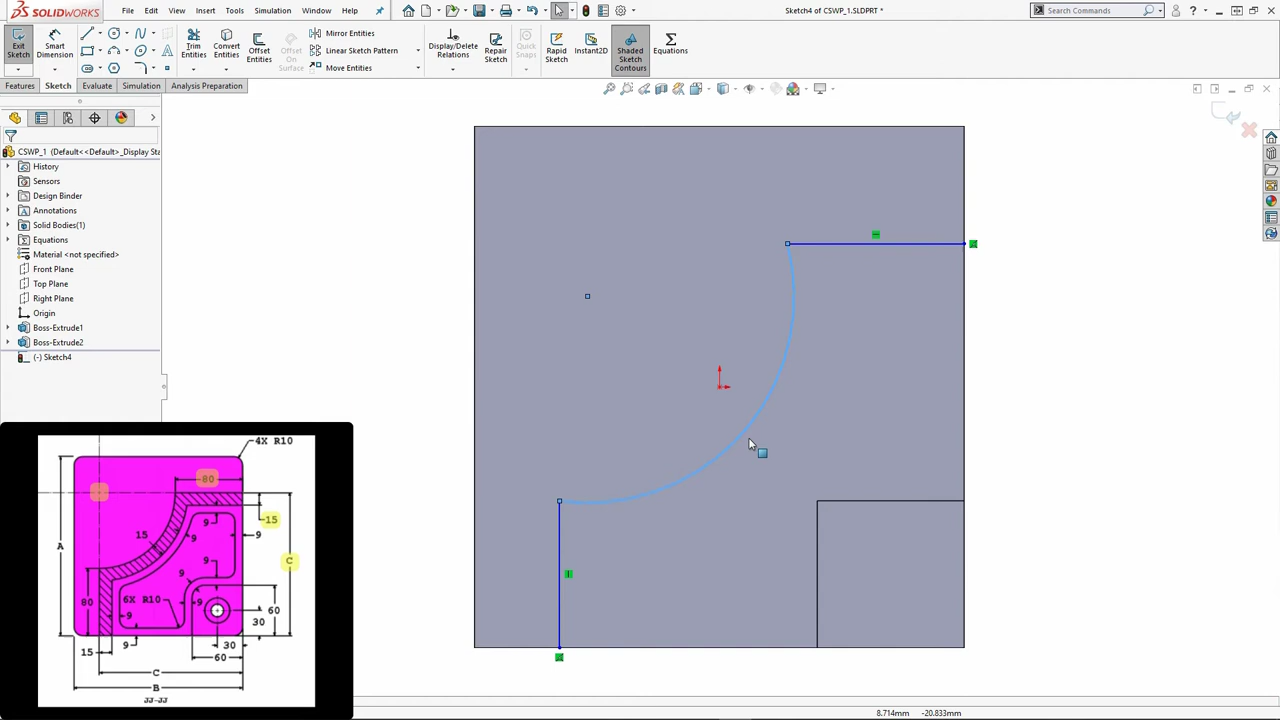 SOLIDWORKS
File Edit View Insert Tools Simulation Window Help
Sketch4 of CSWP_1.SLDPRT *
Search Commands
Exit Sketch
Smart Dimension
Trim Entities
Convert Entities
Offset Entities
Offset On Surface
Mirror Entities
Linear Sketch Pattern
Move Entities
Display/Delete Relations
Repair Sketch
Quick Snaps
Rapid Sketch
Instant2D
Shaded Sketch Contours
Equations
Features Sketch Evaluate Simulation Analysis Preparation
CSWP_1 (Default<<Default>_Display Sta
History
Sensors
Design Binder
Annotations
Solid Bodies(1)
Equations
Material <not specified>
Front Plane
Top Plane
Right Plane
Origin
Boss-Extrude1
Boss-Extrude2
(-) Sketch4
4X R10
80
15
9
15
9
9
A
C
9
9
80
6X R10
9
60
30
9
9
30
15
60
C
B
JJ-JJ
8.714mm -20.833mm